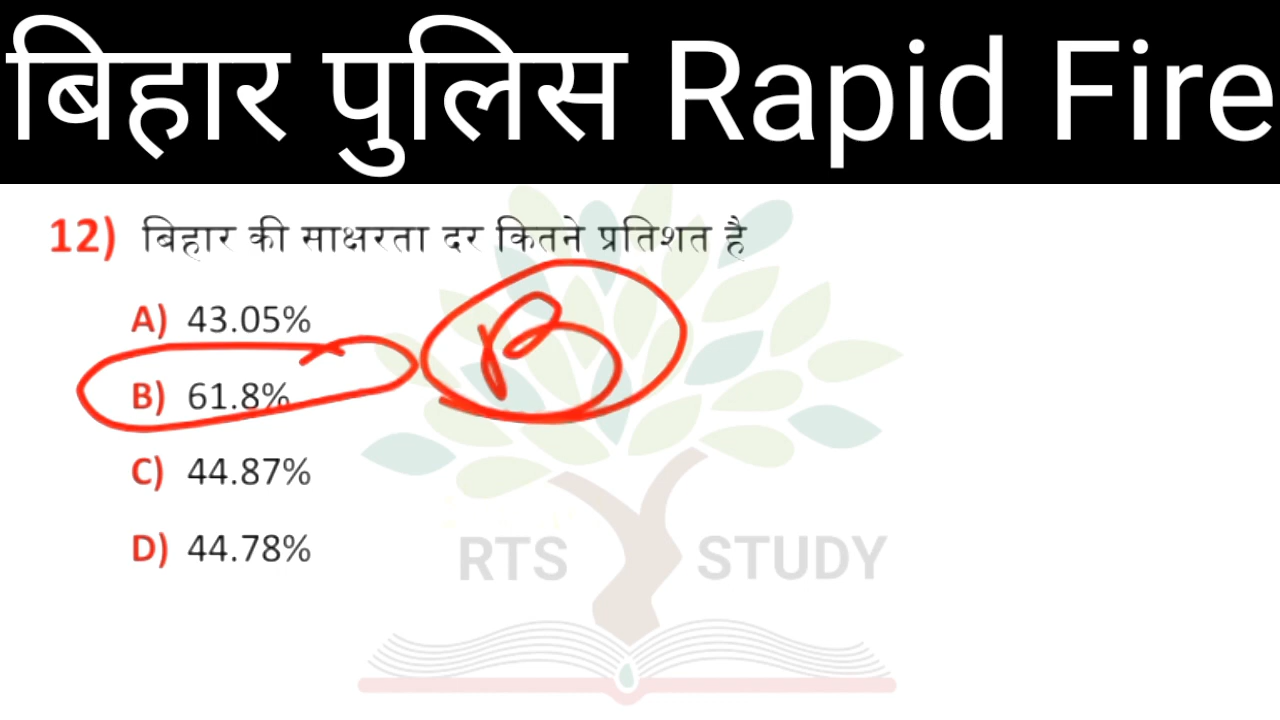 बिहार पुलिस Rapid Fire
12) बिहार की साक्षरता दर कितने प्रतिशत है
A) 43.05%
B) 61.8%
B
C) 44.87%
D) 44.78%
RTS STUDY